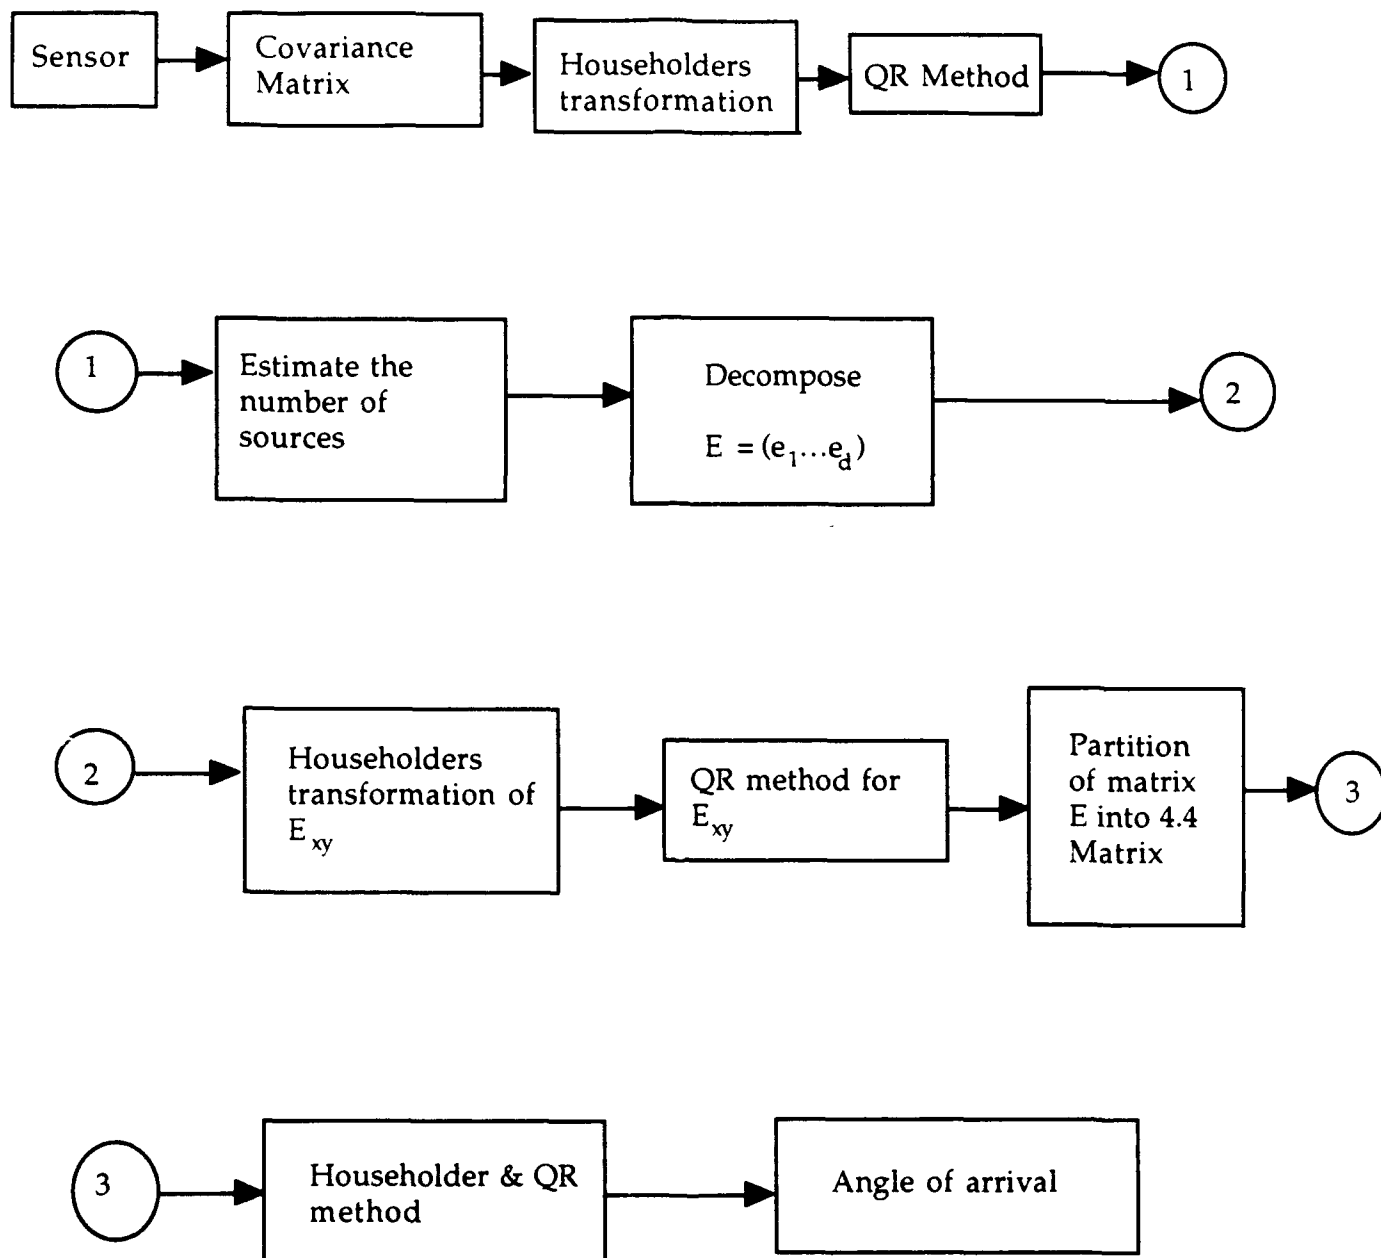 Sensor
Covariance
Matrix
Householders
transformation
QR Method
1
1
Estimate the
number of
sources
Decompose
E = (e1...ed)
2
2
Householders
transformation of
Exy
QR method for
Exy
Partition
of matrix
E into 4.4
Matrix
3
3
Householder & QR
method
Angle of arrival